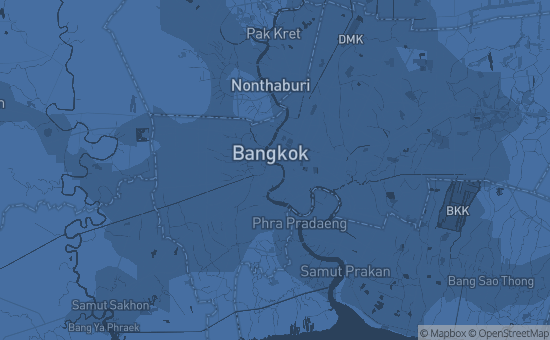 Pak Kret
DMK
Nonthaburi
Bangkok
BKK
Phra Pradaeng
Samut Prakan
Bang Sao Thong
Samut Sakhon
Bang Ya Phraek
© Mapbox © OpenStreetMap